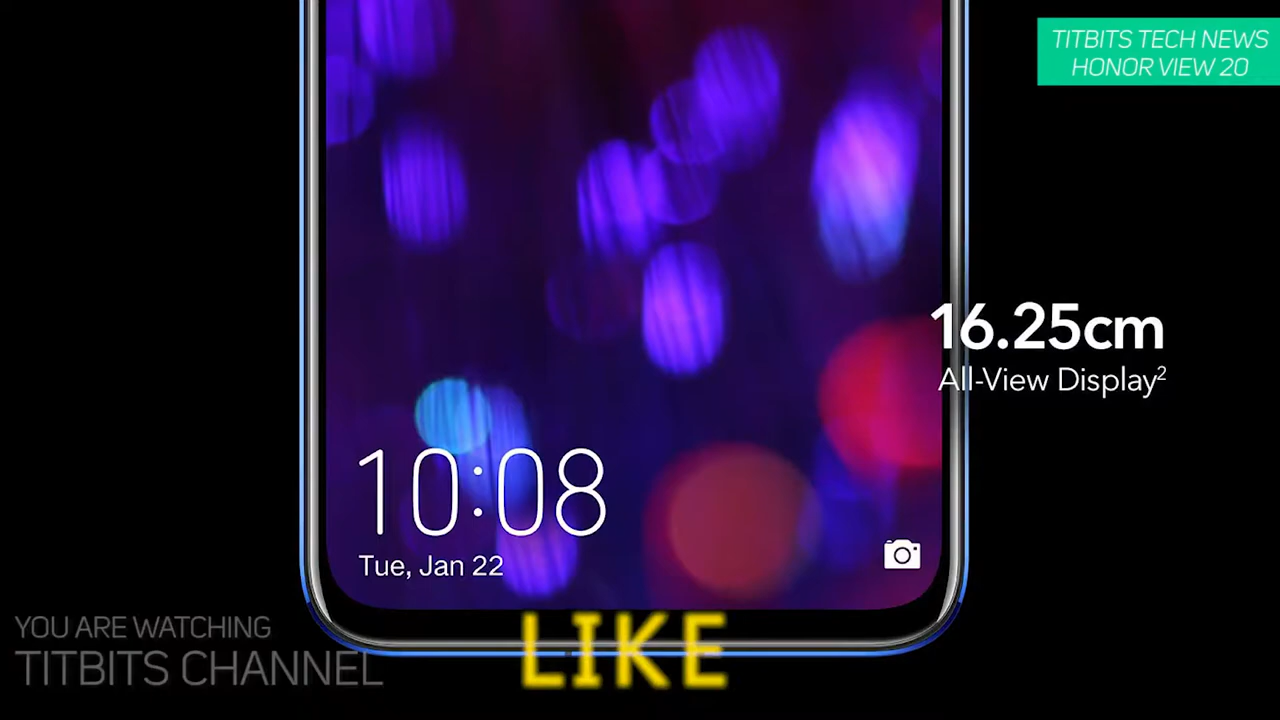 TITBITS TECH NEWS
HONOR VIEW 20
16.25cm
All-View Display²
10:08
Tue, Jan 22
YOU ARE WATCHING
TITBITS CHANNEL
LIKE